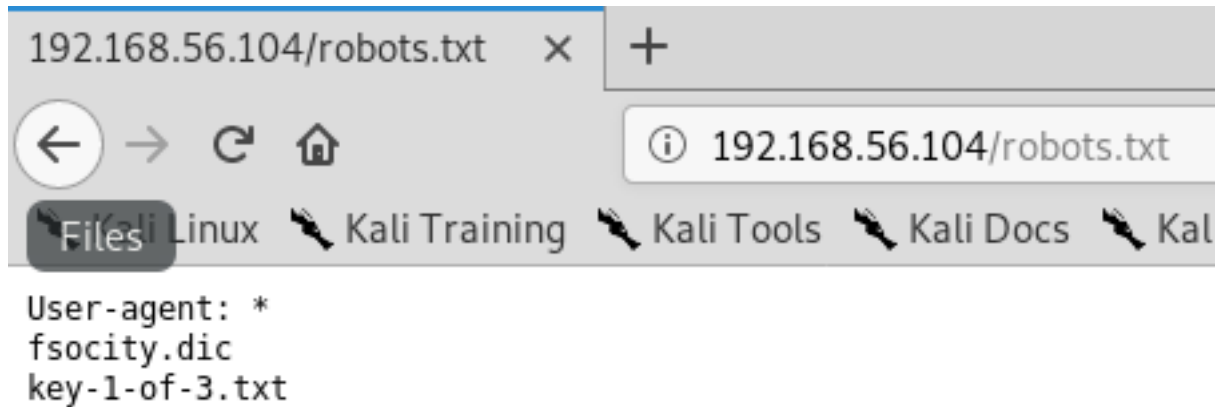 192.168.56.104/robots.txt × +
192.168.56.104/robots.txt
Files Linux Kali Training Kali Tools Kali Docs Kal
User-agent: *
fsocity.dic
key-1-of-3.txt